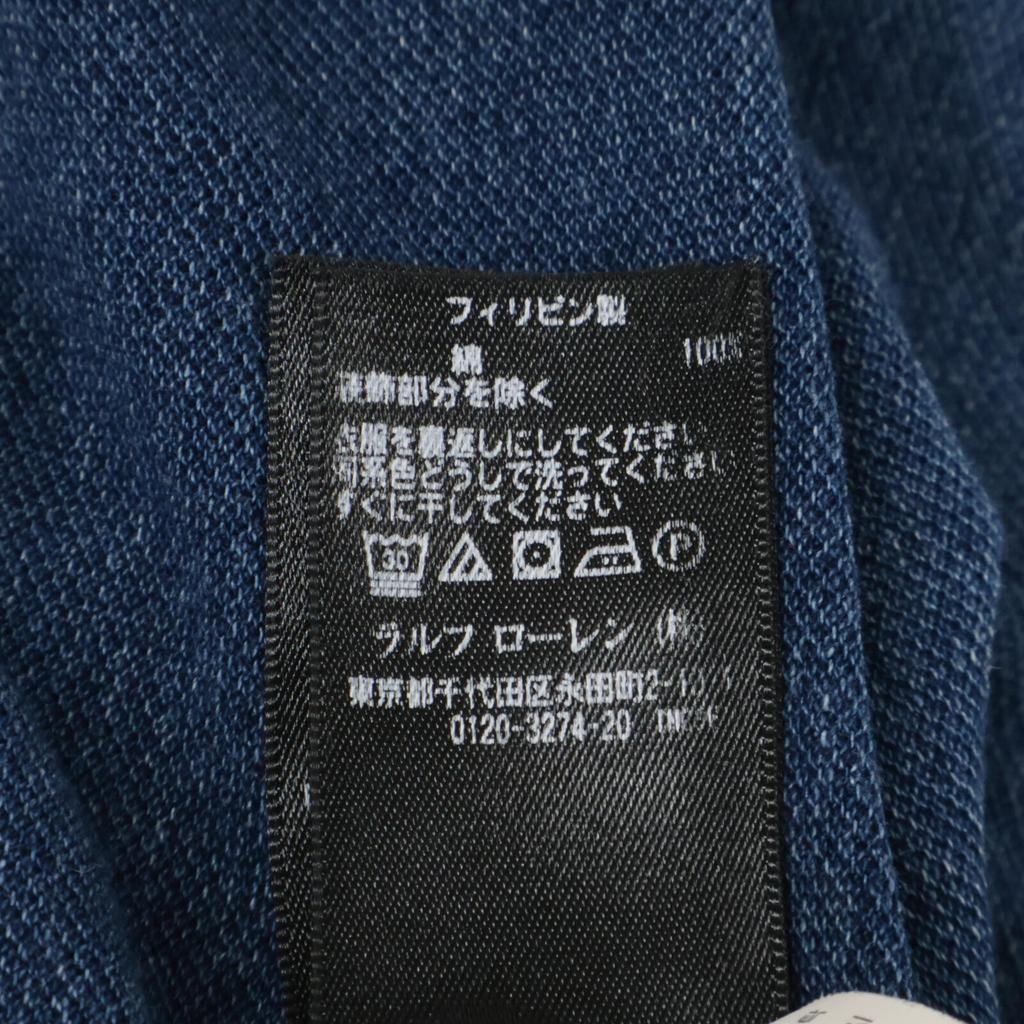 フィリピン製
綿 100%
装飾部分を除く
衣服を裏返しにしてください
同系色どうしで洗ってください
すぐに干してください
30 P
ラルフ ローレン (株)
東京都千代田区永田町2-1
0120-3274-20